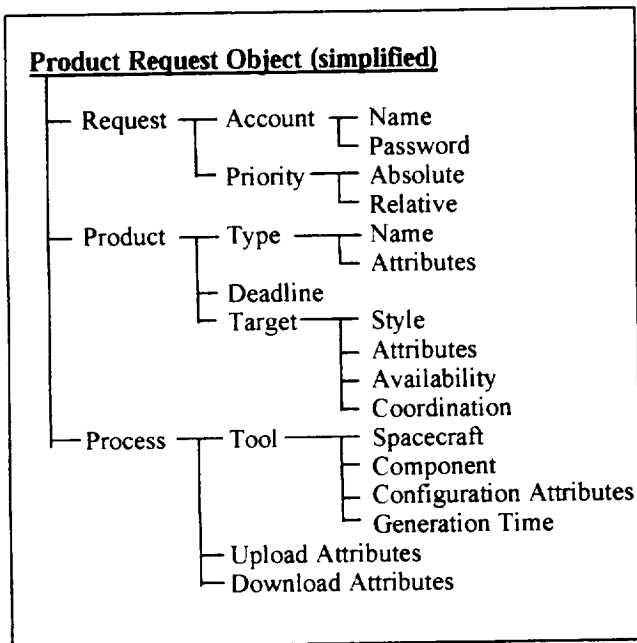 Product Request Object (simplified)
Request Account Name
Password
Priority Absolute
Relative
Product Type Name
Attributes
Deadline
Target Style
Attributes
Availability
Coordination
Process Tool Spacecraft
Component
Configuration Attributes
Generation Time
Upload Attributes
Download Attributes